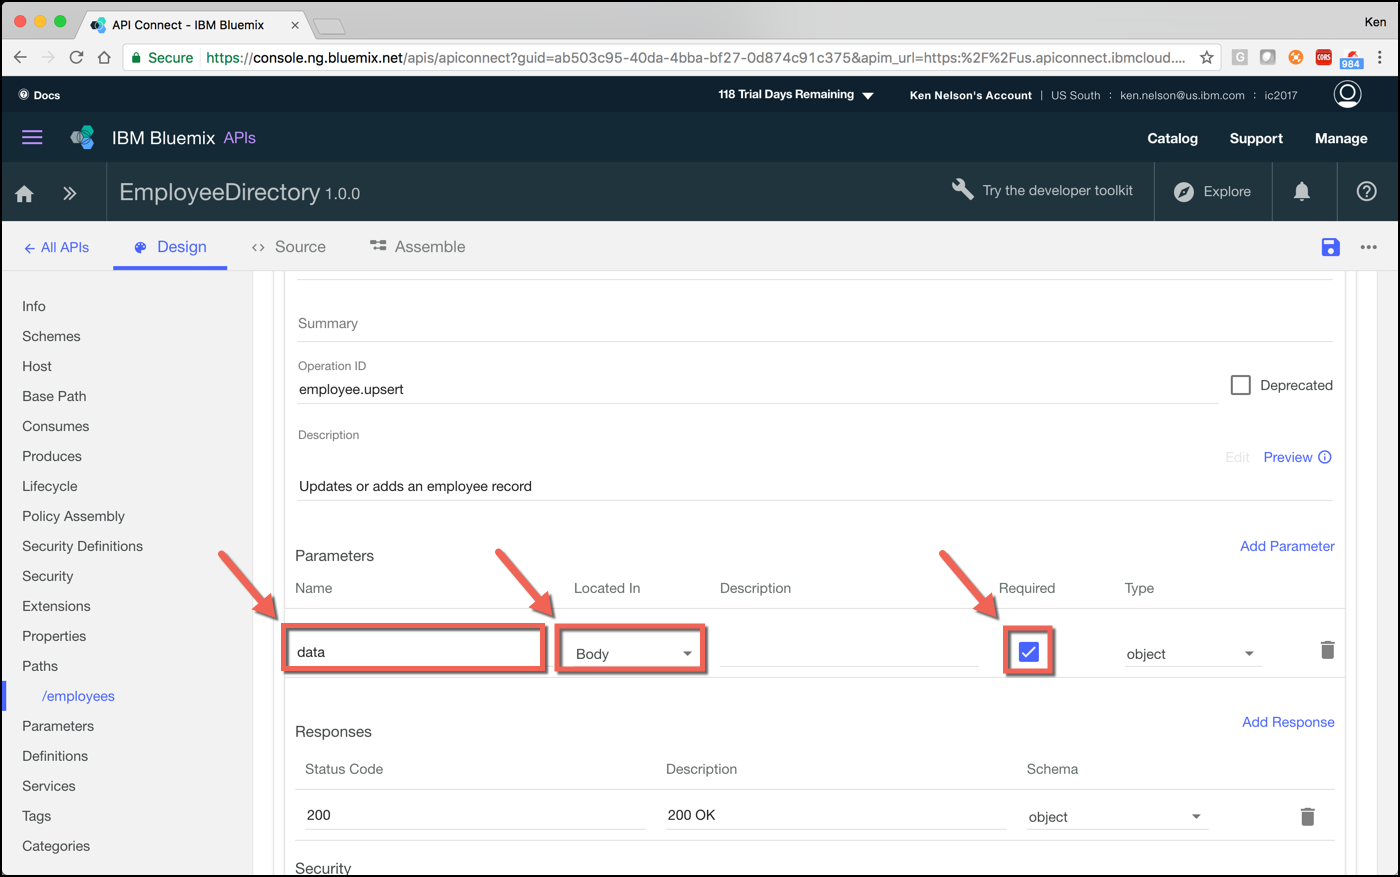 API Connect - IBM Bluemix
Ken
Secure https://console.ng.bluemix.net/apis/apiconnect?guid=ab503c95-40da-4bba-bf27-0d874c91c375&apim_url=https:%2F%2Fus.apiconnect.ibmcloud....
G
CORS
984
Docs
118 Trial Days Remaining
Ken Nelson's Account | US South : ken.nelson@us.ibm.com : ic2017
IBM Bluemix APIs
Catalog Support Manage
EmployeeDirectory 1.0.0
Try the developer toolkit
Explore
All APIs
Design
Source
Assemble
Info
Schemes
Host
Base Path
Consumes
Produces
Lifecycle
Policy Assembly
Security Definitions
Security
Extensions
Properties
Paths
/employees
Parameters
Definitions
Services
Tags
Categories
Summary
Operation ID
employee.upsert
Deprecated
Description
Edit Preview
Updates or adds an employee record
Parameters
Add Parameter
Name Located In Description Required Type
data Body object
Responses
Add Response
Status Code Description Schema
200 200 OK object
Security